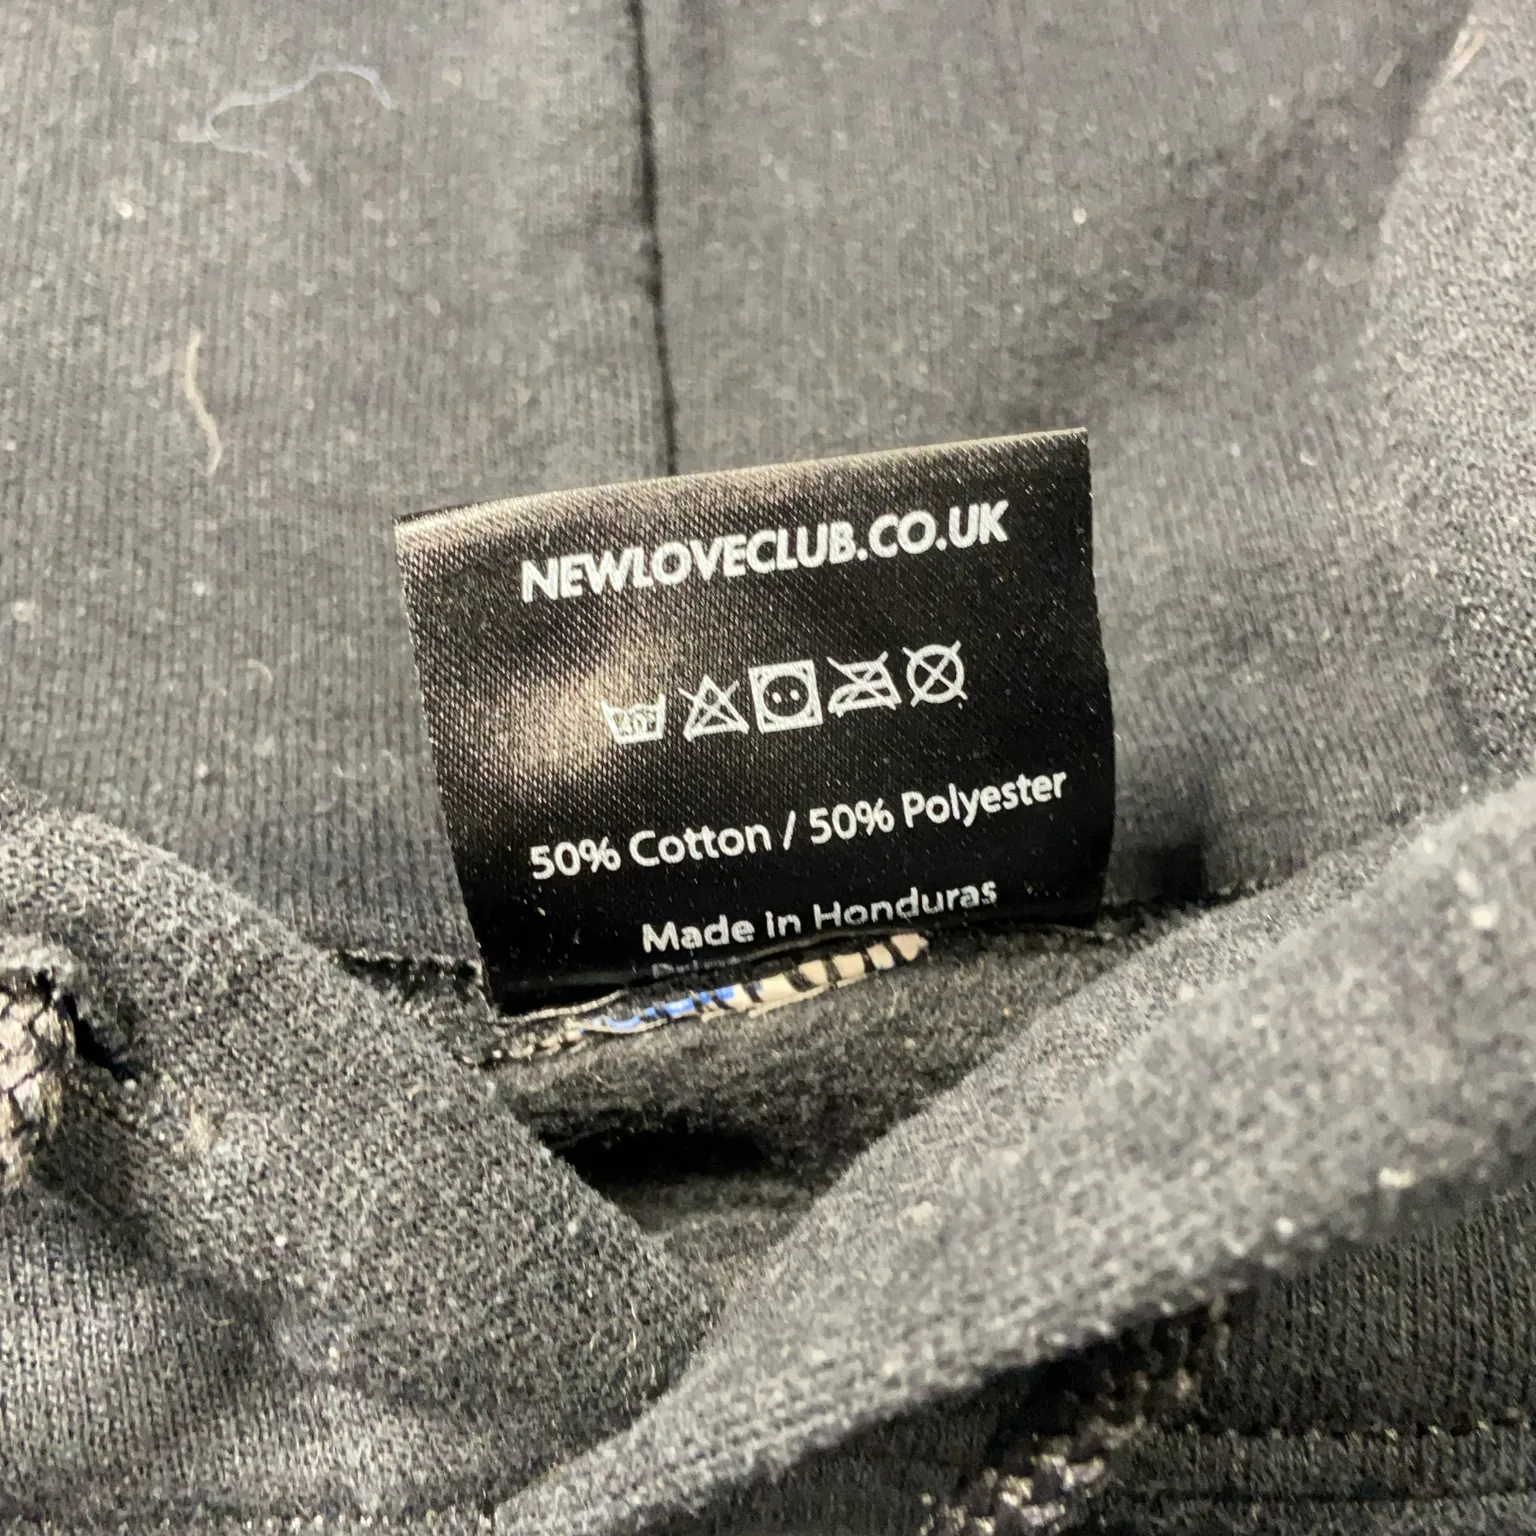 NEWLOVECLUB.CO.UK
50% Cotton / 50% Polyester
Made in Honduras